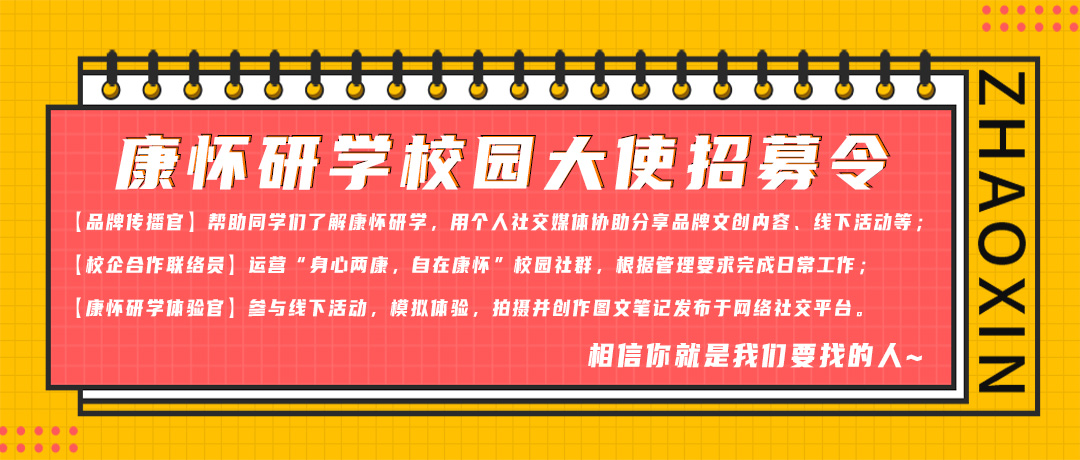 康怀研学校园大使招募令
【品牌传播官】帮助同学们了解康怀研学，用个人社交媒体协助分享品牌文创内容、线下活动等；
【校企合作联络员】运营“身心两康，自在康怀”校园社群，根据管理要求完成日常工作；
【康怀研学体验官】参与线下活动，模拟体验，拍摄并创作图文笔记发布于网络社交平台。
相信你就是我们要找的人~
ZHAOXIN